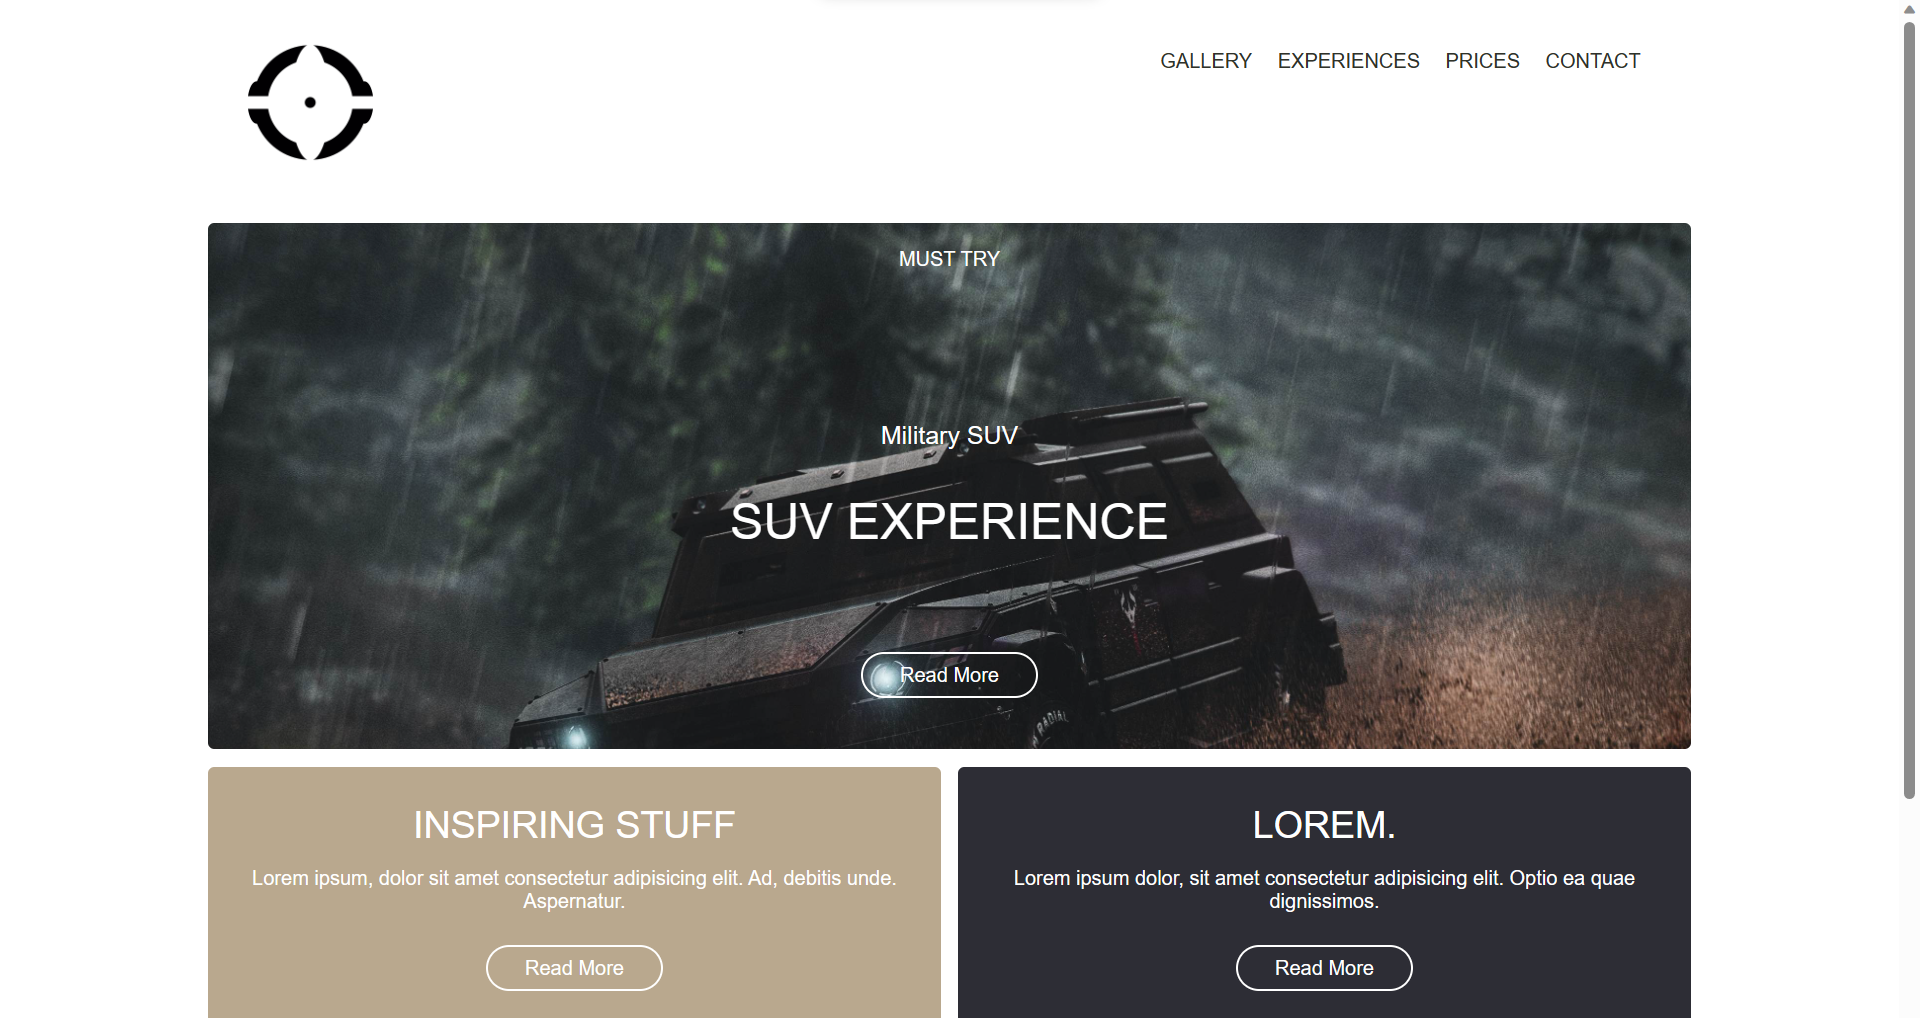 GALLERY EXPERIENCES PRICES CONTACT
MUST TRY
Military SUV
SUV EXPERIENCE
Read More
RADIAL
INSPIRING STUFF
Lorem ipsum, dolor sit amet consectetur adipisicing elit. Ad, debitis unde.
Aspernatur.
Read More
LOREM.
Lorem ipsum dolor, sit amet consectetur adipisicing elit. Optio ea quae
dignissimos.
Read More